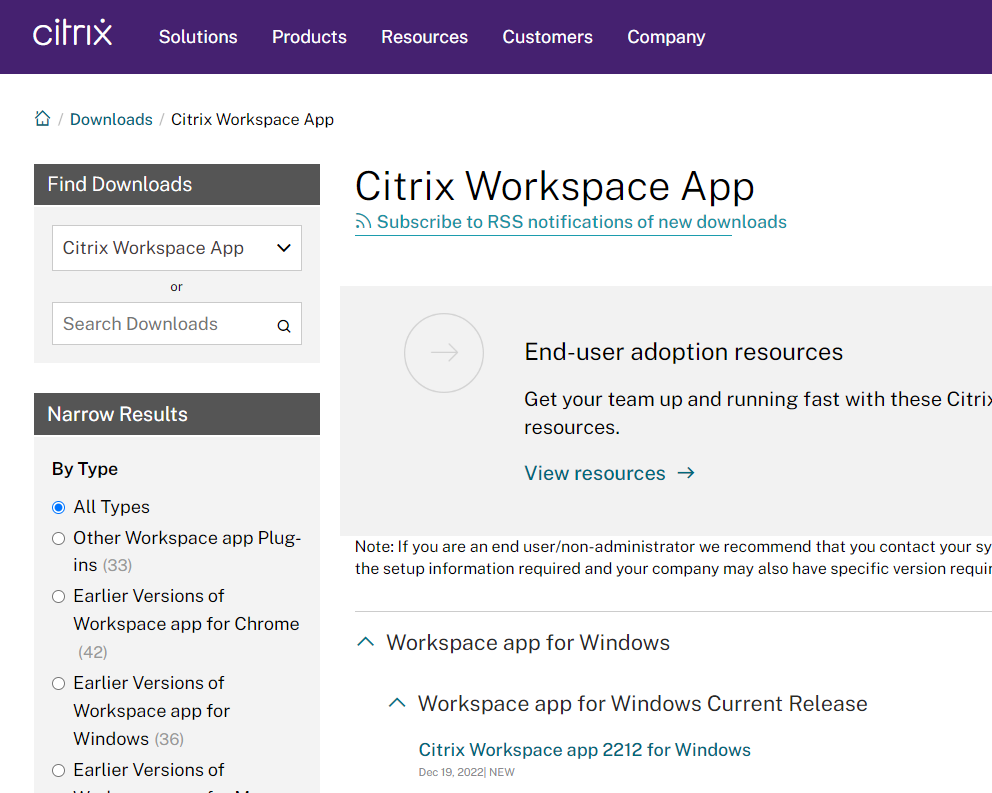 citrix
Solutions
Products
Resources
Customers
Company
/ Downloads / Citrix Workspace App
Find Downloads
Citrix Workspace App
or
Search Downloads
Narrow Results
By Type
All Types
Other Workspace app Plug-
ins (33)
Earlier Versions of
Workspace app for Chrome
(42)
Earlier Versions of
Workspace app for
Windows (36)
Earlier Versions of
Citrix Workspace App
Subscribe to RSS notifications of new downloads
End-user adoption resources
Get your team up and running fast with these Citrix
resources.
View resources →
Note: If you are an end user/non-administrator we recommend that you contact your sy
the setup information required and your company may also have specific version requir
Workspace app for Windows
Workspace app for Windows Current Release
Citrix Workspace app 2212 for Windows
Dec 19, 2022| NEW